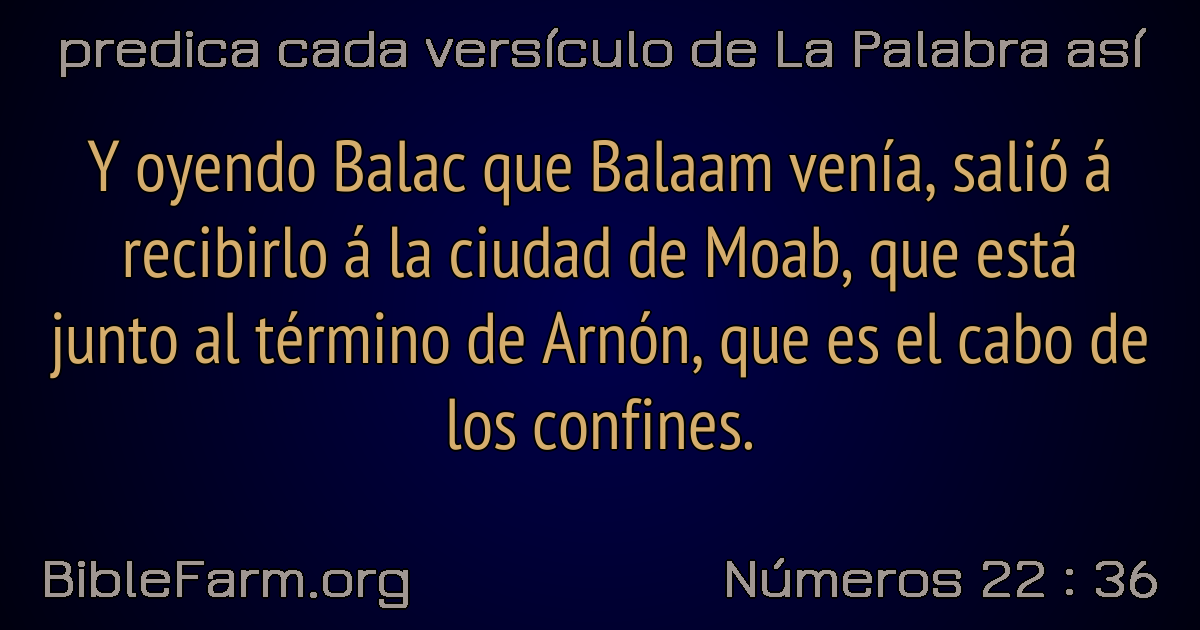 predica cada versículo de La Palabra así
Y oyendo Balac que Balaam venía, salió á
recibirlo á la ciudad de Moab, que está
junto al término de Arnón, que es el cabo de
los confines.
BibleFarm.org
Números 22 : 36